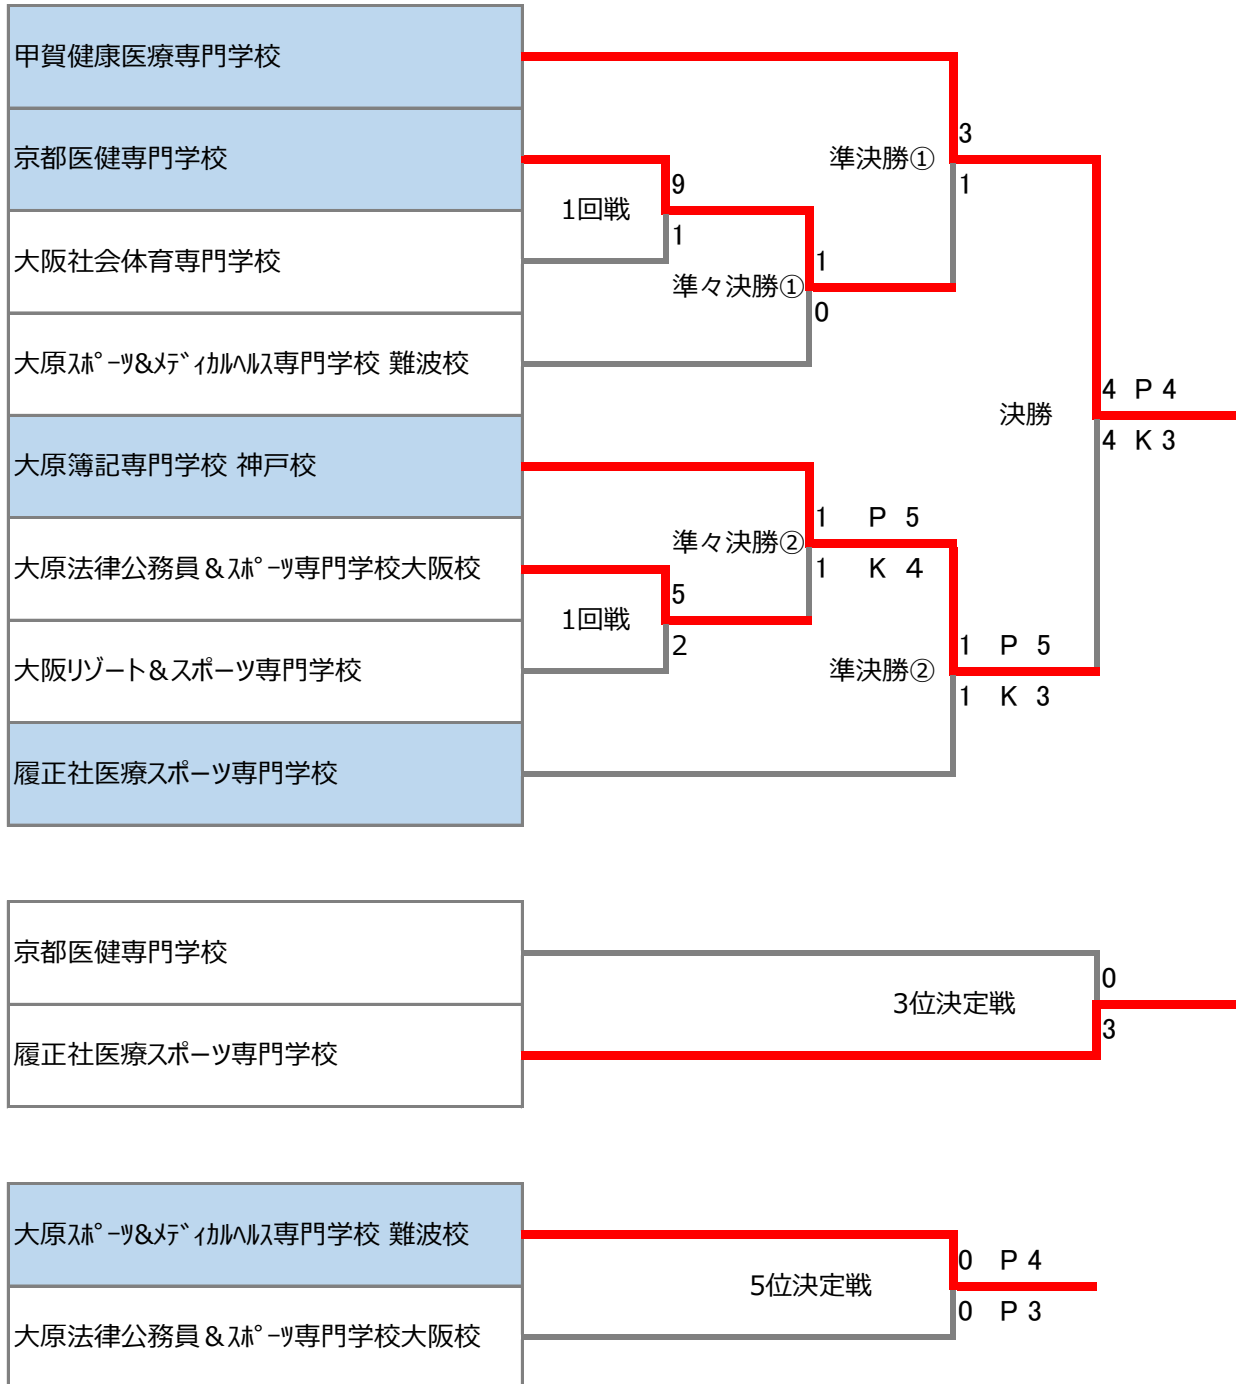 甲賀健康医療専門学校
3
京都医健専門学校
準決勝①
9
1
1回戦
1
大阪社会体育専門学校
1
準々決勝①
0
大原ｽﾎﾟｰﾂ&ﾒﾃﾞｨｶﾙﾍﾙｽ専門学校 難波校
4 P 4
決勝
4 K 3
大原簿記専門学校 神戸校
1 P 5
準々決勝②
1 K 4
大原法律公務員＆ｽﾎﾟｰﾂ専門学校大阪校
5
1回戦
2
1 P 5
大阪リゾート＆スポーツ専門学校
準決勝②
1 K 3
履正社医療スポーツ専門学校
京都医健専門学校
0
3位決定戦
3
履正社医療スポーツ専門学校
大原ｽﾎﾟｰﾂ&ﾒﾃﾞｨｶﾙﾍﾙｽ専門学校 難波校
0 P 4
5位決定戦
0 P 3
大原法律公務員＆ｽﾎﾟｰﾂ専門学校大阪校